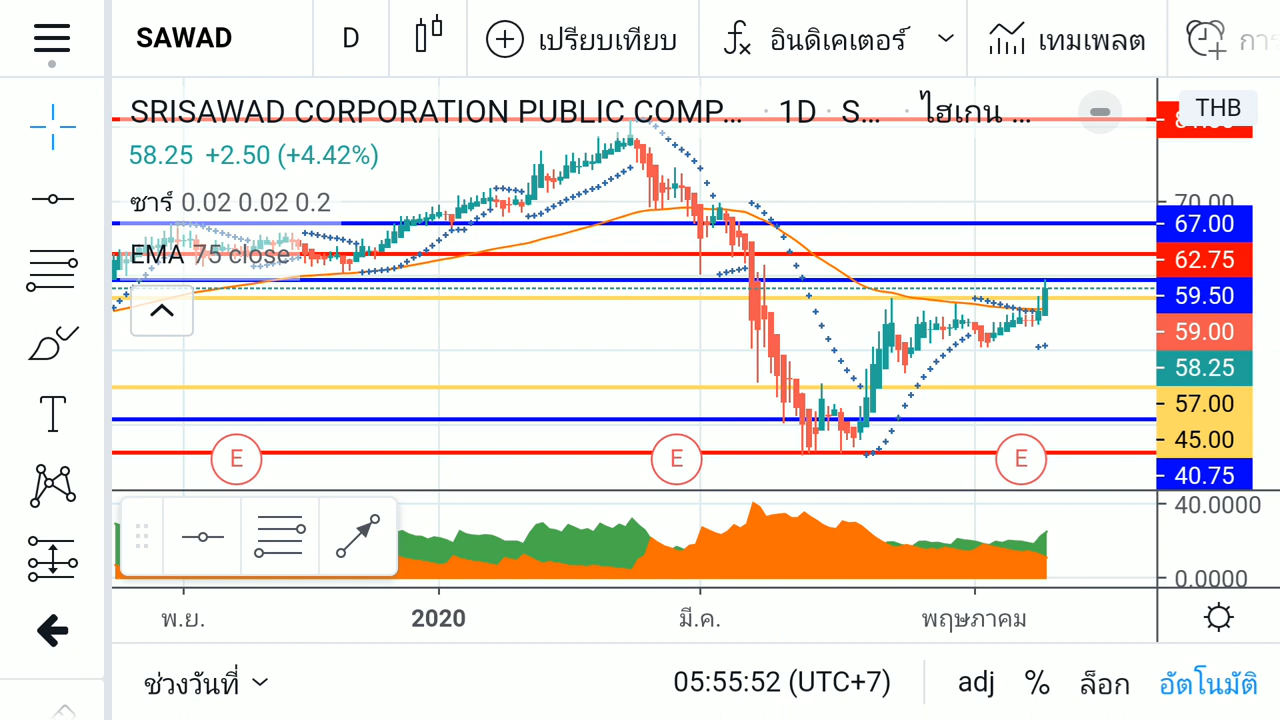 SAWAD D เปรียบเทียบ อินดิเคเตอร์ เทมเพลต
SRISAWAD CORPORATION PUBLIC COMP... · 1D · S... · ไฮเกน ...
THB
58.25 +2.50 (+4.42%)
ซาร์ 0.02 0.02 0.2
EMA 75 close
70.00
67.00
62.75
59.50
59.00
58.25
57.00
45.00
40.75
E E E
40.0000
0.0000
พ.ย. 2020 มี.ค. พฤษภาคม
ช่วงวันที่ 05:55:52 (UTC+7) adj % ล็อก อัตโนมัติ
T